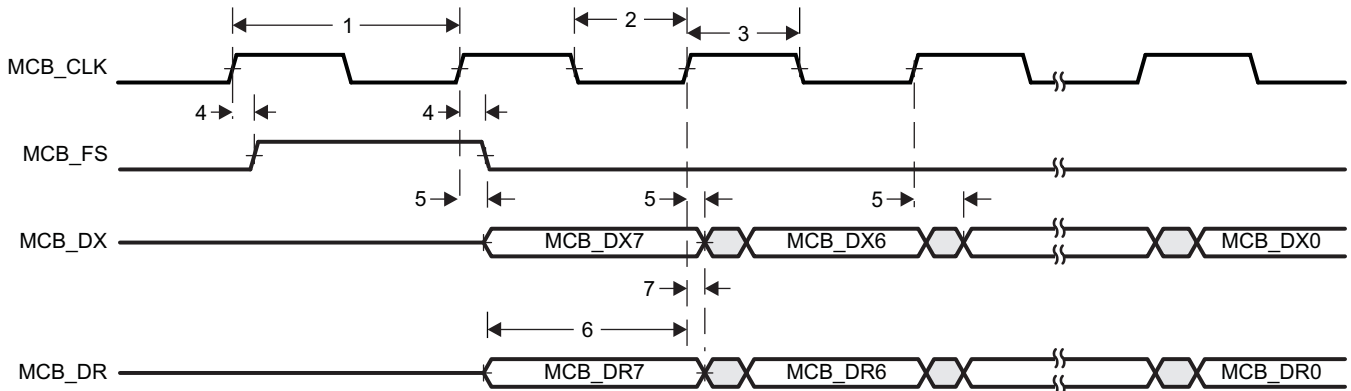 1
2
3
MCB_CLK
4
4
MCB_FS
5
5
5
MCB_DX
MCB_DX7
MCB_DX6
MCB_DX0
7
6
MCB_DR
MCB_DR7
MCB_DR6
MCB_DR0